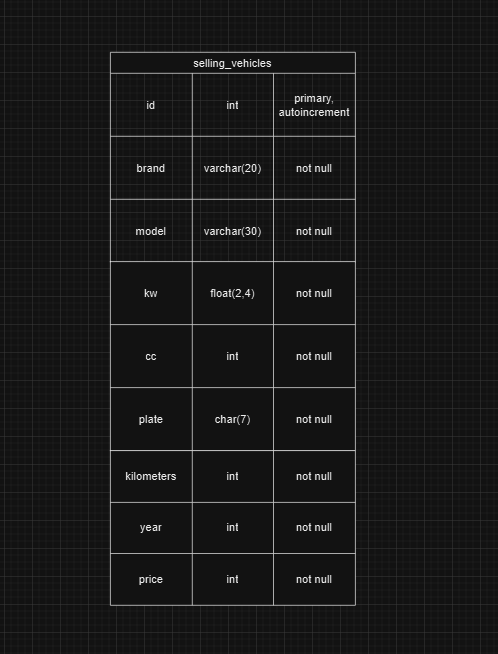 selling_vehicles
id int primary,
autoincrement
brand varchar(20) not null
model varchar(30) not null
kw float(2,4) not null
cc int not null
plate char(7) not null
kilometers int not null
year int not null
price int not null